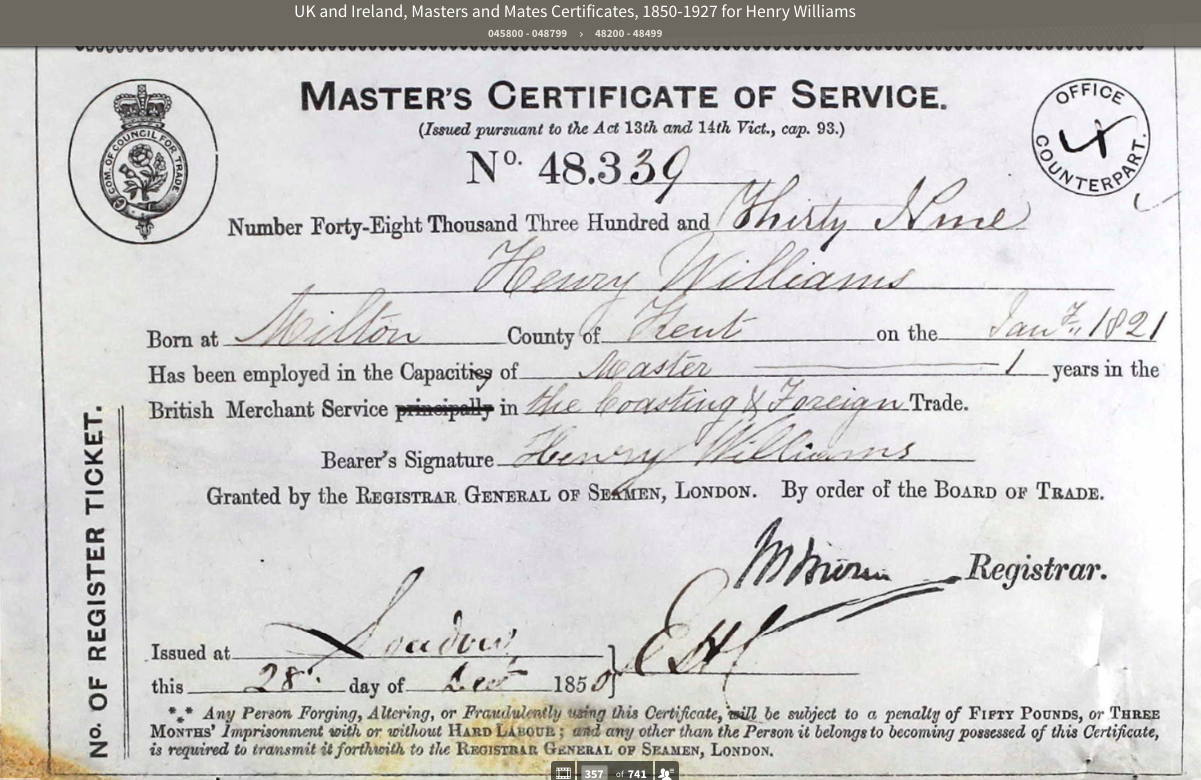 UK and Ireland, Masters and Mates Certificates, 1850-1927 for Henry Williams
045800 - 048799 › 48200 - 48499
MASTER'S CERTIFICATE OF SERVICE.
(Issued pursuant to the Act 13th and 14th Vict., cap. 93.)
COM. OF COUNCIL FOR TRADE
OFFICE COUNTERPART.
No. 48.339
Number Forty-Eight Thousand Three Hundred and Thirty Nine
Henry Williams
Born at Milton County of Kent on the Jany. 1821
Has been employed in the Capacity of Master 1 years in the
British Merchant Service principally in the Coasting & Foreign Trade.
Bearer's Signature Henry Williams
Granted by the REGISTRAR GENERAL OF SEAMEN, LONDON. By order of the BOARD OF TRADE.
Registrar.
Issued at London
this 28 day of Decr 1850
*** Any Person Forging, Altering, or Fraudulently using this Certificate, will be subject to a penalty of FIFTY POUNDS, or THREE
MONTHS' Imprisonment with or without HARD LABOUR; and any other than the Person it belongs to becoming possessed of this Certificate,
is required to transmit it forthwith to the REGISTRAR GENERAL OF SEAMEN, LONDON.
No. OF REGISTER TICKET.
357 of 741